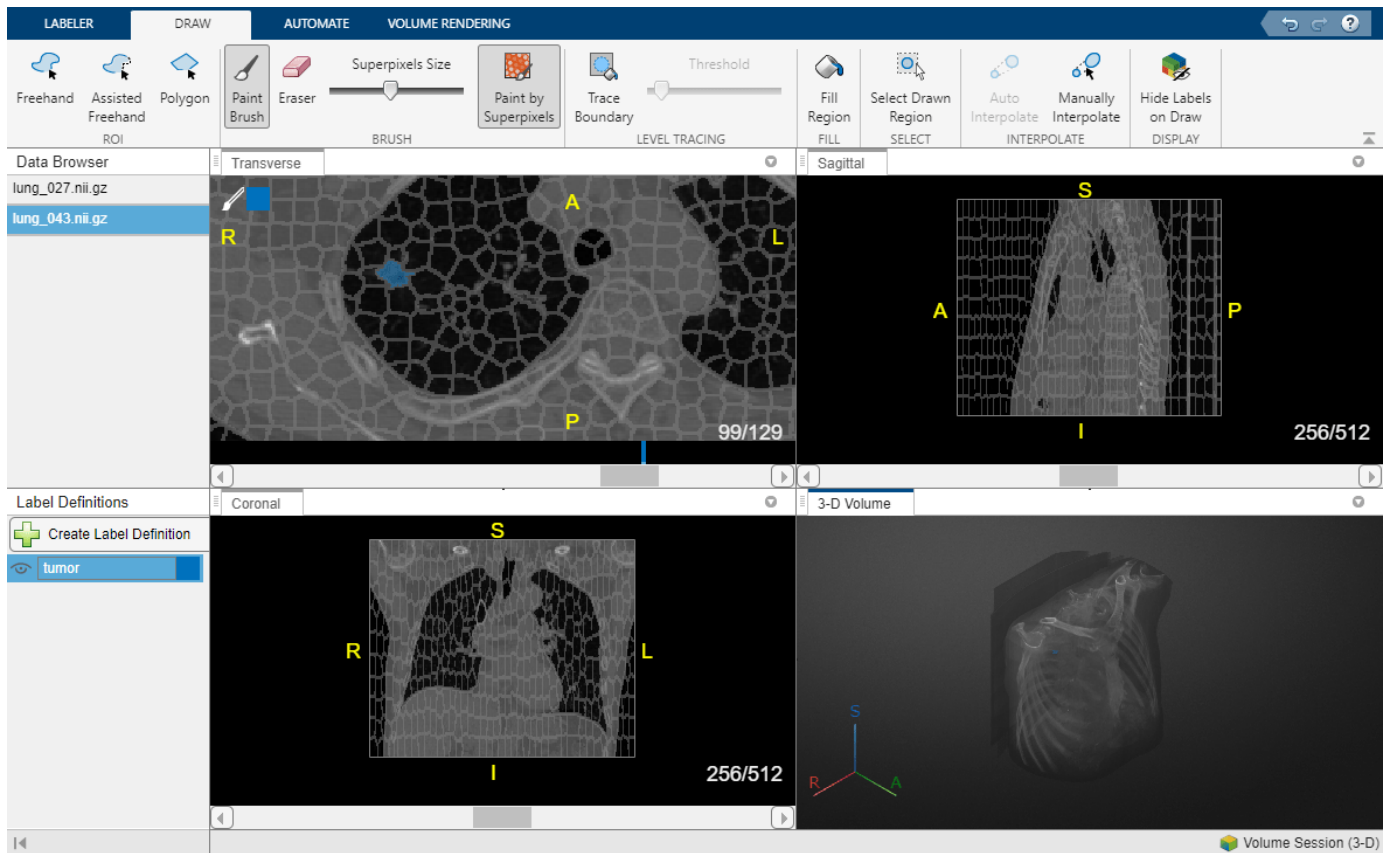 LABELER DRAW AUTOMATE VOLUME RENDERING
?
Superpixels Size
Threshold
Freehand
Assisted
Freehand
Polygon
Paint
Brush
Eraser
Paint by
Superpixels
Trace
Boundary
Fill
Region
Select Drawn
Region
Auto
Interpolate
Manually
Interpolate
Hide Labels
on Draw
ROI BRUSH LEVEL TRACING FILL SELECT INTERPOLATE DISPLAY
Data Browser
lung_027.nii.gz
lung_043.nii.gz
Transverse
A
R
L
P
99/129
Sagittal
S
A
P
I
256/512
Label Definitions
Create Label Definition
tumor
Coronal
S
R
L
I
256/512
3-D Volume
S
R
A
Volume Session (3-D)